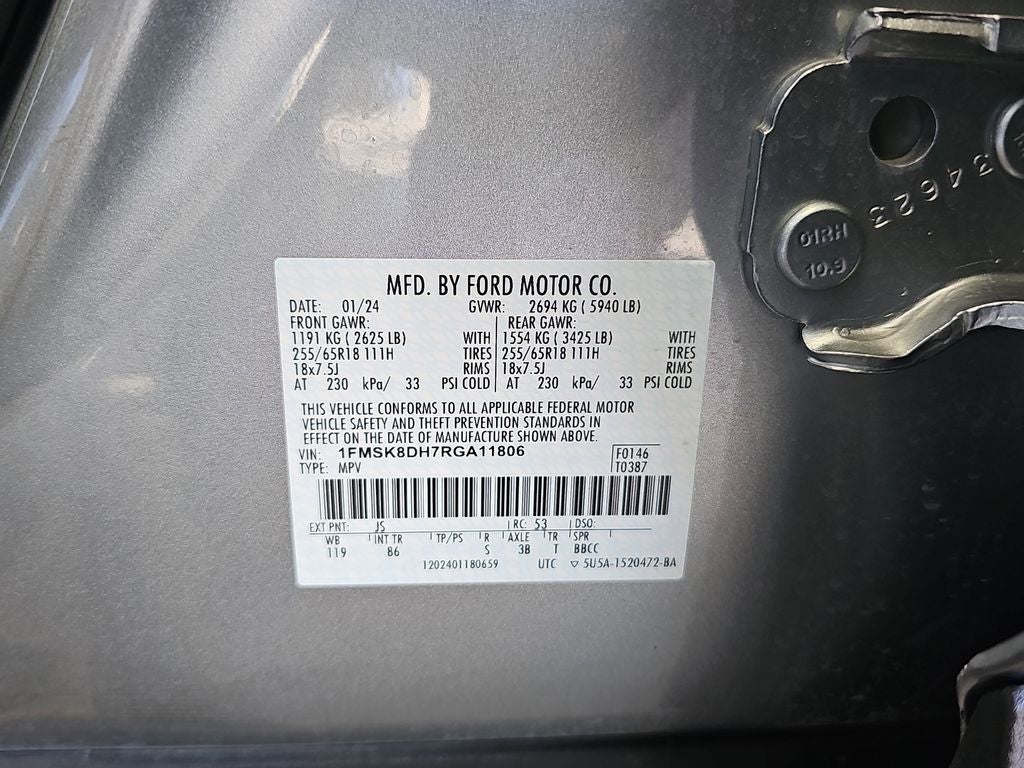 MFD. BY FORD MOTOR CO.
DATE: 01/24 GVWR: 2694 KG ( 5940 LB)
FRONT GAWR: REAR GAWR:
1191 KG ( 2625 LB) WITH 1554 KG ( 3425 LB) WITH
255/65R18 111H TIRES 255/65R18 111H TIRES
18x7.5J RIMS 18x7.5J RIMS
AT 230 kPa/ 33 PSI COLD AT 230 kPa/ 33 PSI COLD
THIS VEHICLE CONFORMS TO ALL APPLICABLE FEDERAL MOTOR
VEHICLE SAFETY AND THEFT PREVENTION STANDARDS IN
EFFECT ON THE DATE OF MANUFACTURE SHOWN ABOVE.
VIN: 1FMSK8DH7RGA11806 F0146
TYPE: MPV T0387
EXT PNT: JS RC: 53 DSO:
WB INT TR TP/PS R AXLE TR SPR
119 86 S 3B T BBCC
1202401180659 UTC ▽ 5U5A-1520472-BA
34623
01RH
10.9